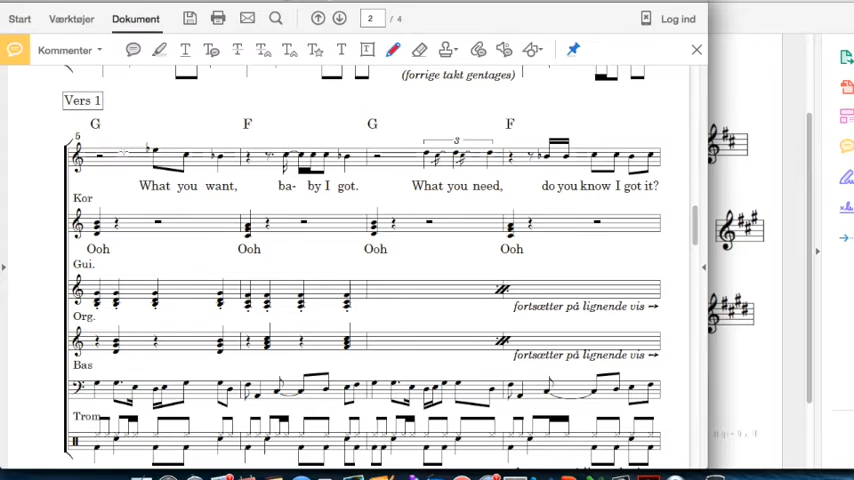 Start Værktøjer Dokument 2 / 4 Log ind
Kommenter
(forrige takt gentages)
Vers 1
G F G F
5
3
What you want, ba- by I got. What you need, do you know I got it?
Kor
Ooh Ooh Ooh Ooh
Gui.
fortsætter på lignende vis
Org.
fortsætter på lignende vis
Bas
Trom